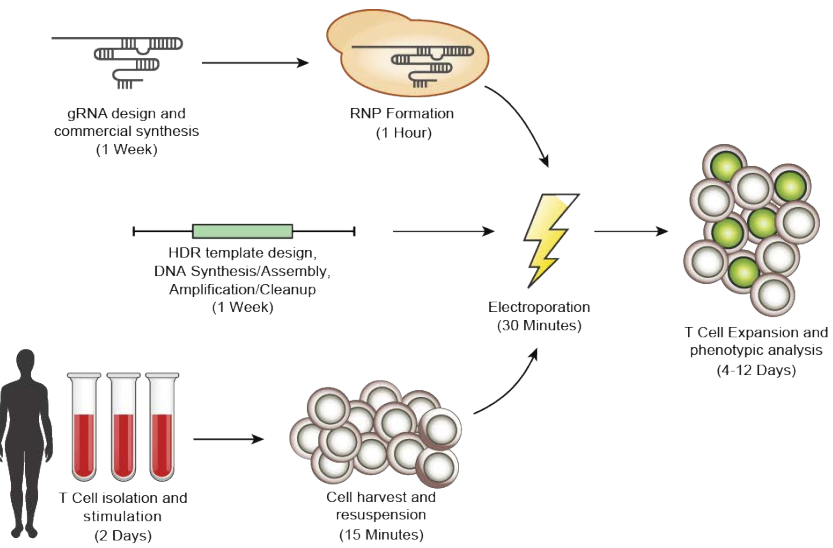 gRNA design and
commercial synthesis
(1 Week)
RNP Formation
(1 Hour)
HDR template design,
DNA Synthesis/Assembly,
Amplification/Cleanup
(1 Week)
Electroporation
(30 Minutes)
T Cell Expansion and
phenotypic analysis
(4-12 Days)
T Cell isolation and
stimulation
(2 Days)
Cell harvest and
resuspension
(15 Minutes)